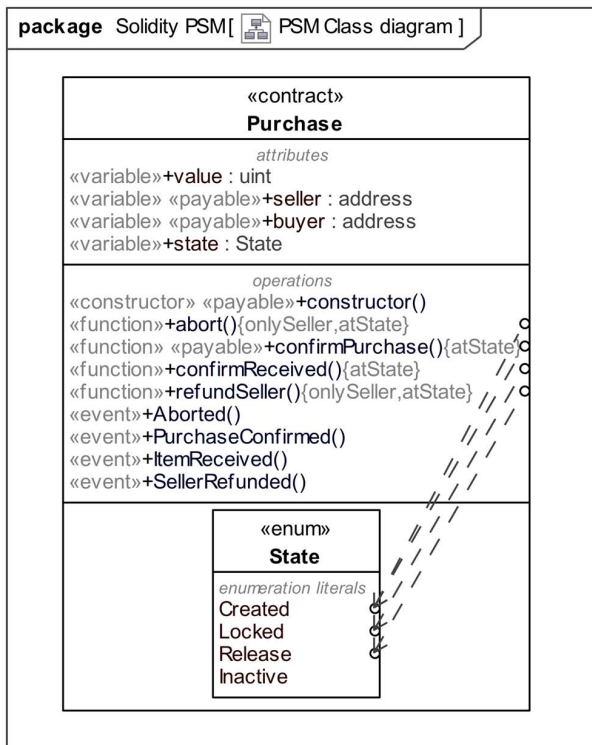 package Solidity PSM[ PSM Class diagram ]
«contract»
Purchase
attributes
«variable»+value : uint
«variable» «payable»+seller : address
«variable» «payable»+buyer : address
«variable»+state : State
operations
«constructor» «payable»+constructor()
«function»+abort(){onlySeller,atState}
«function» «payable»+confirmPurchase(){atState}
«function»+confirmReceived(){atState}
«function»+refundSeller(){onlySeller,atState}
«event»+Aborted()
«event»+PurchaseConfirmed()
«event»+ItemReceived()
«event»+SellerRefunded()
«enum»
State
enumeration literals
Created
Locked
Release
Inactive